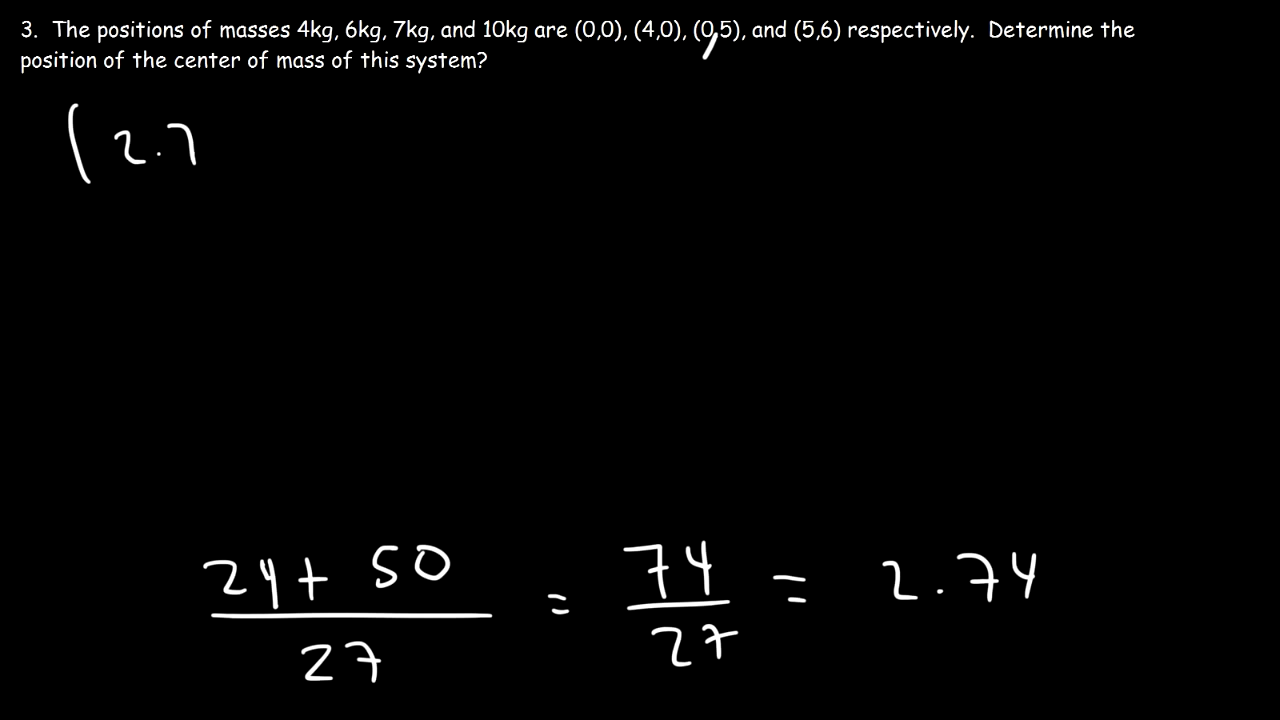 3. The positions of masses 4kg, 6kg, 7kg, and 10kg are (0,0), (4,0), (0,5), and (5,6) respectively. Determine the
position of the center of mass of this system?
(2.7
24 + 50 / 27 = 74 / 27 = 2.74